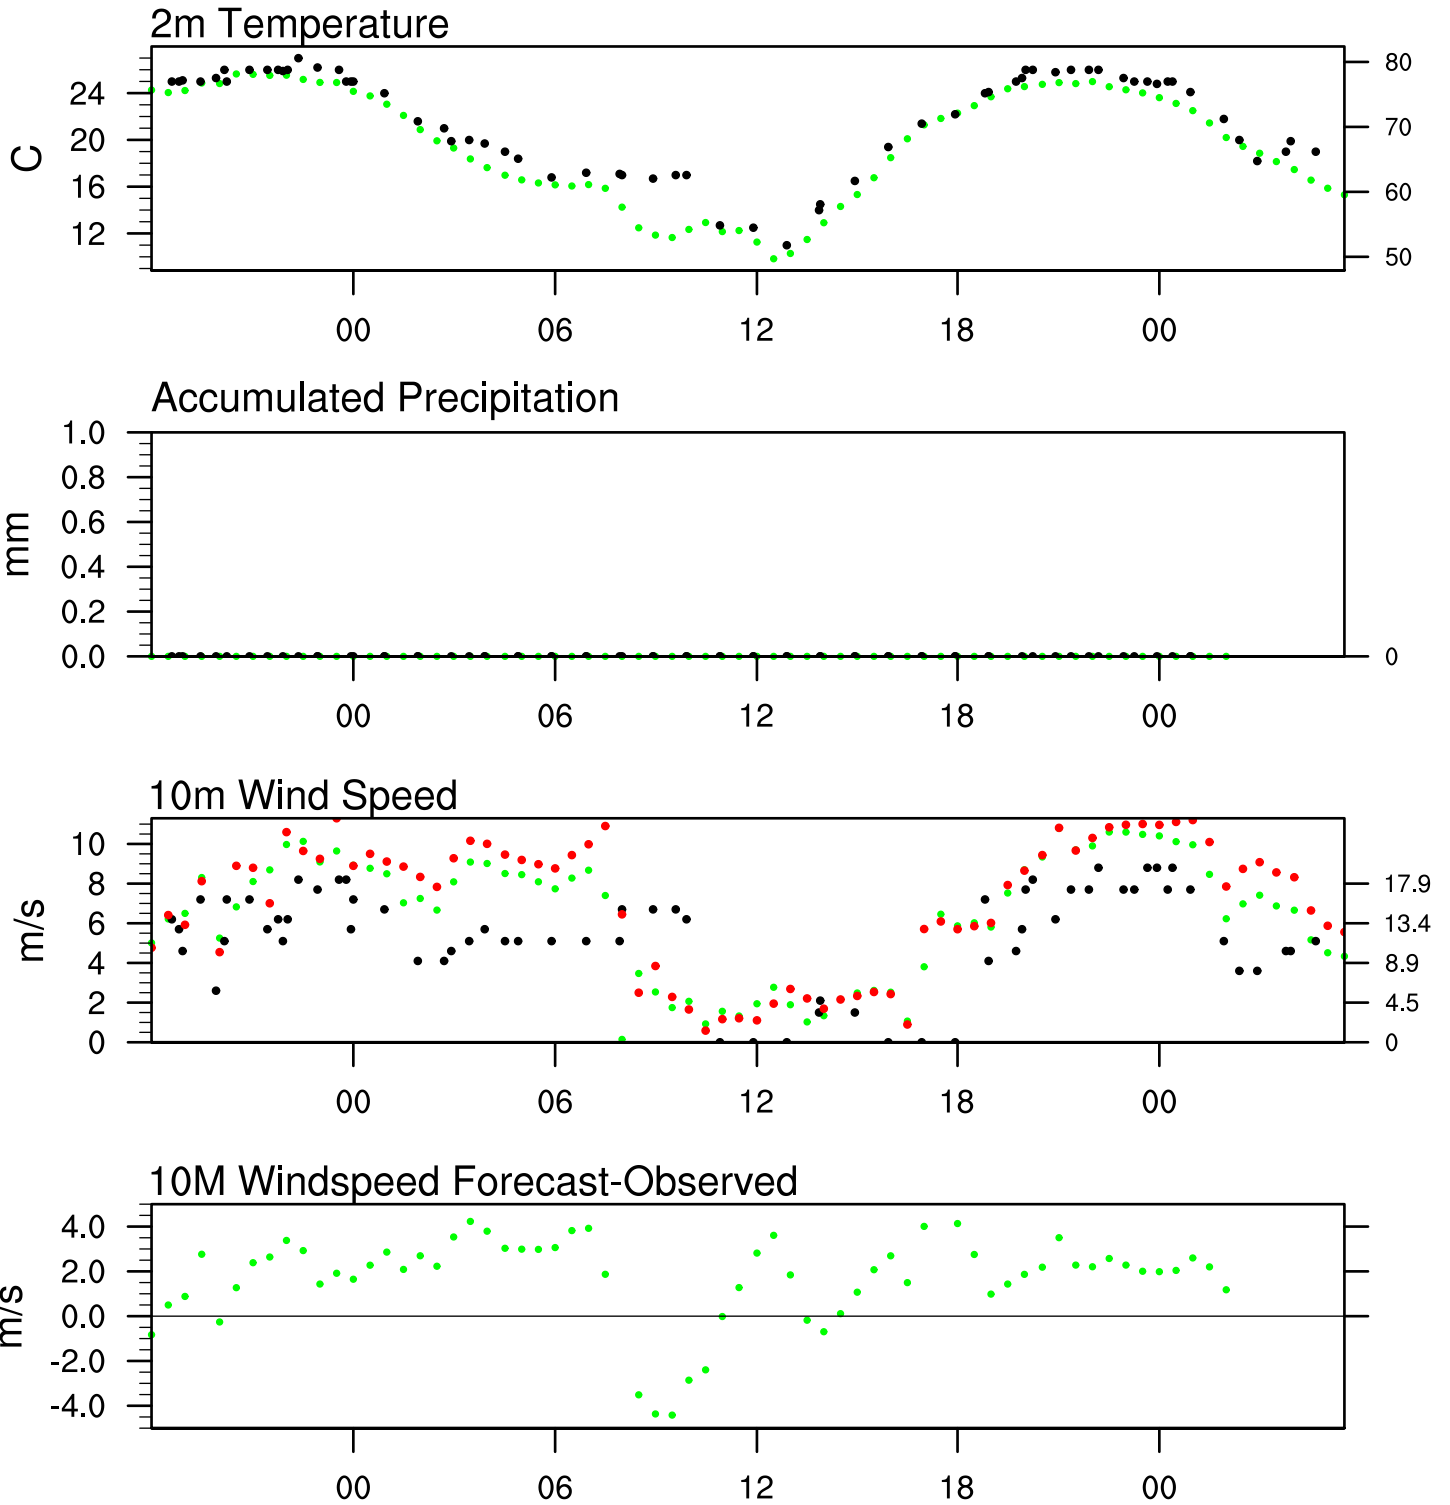 2m Temperature
C
24
20
16
12
80
70
60
50
00 06 12 18 00
Accumulated Precipitation
mm
1.0
0.8
0.6
0.4
0.2
0.0
0
00 06 12 18 00
10m Wind Speed
m/s
10
8
6
4
2
0
17.9
13.4
8.9
4.5
0
00 06 12 18 00
10M Windspeed Forecast-Observed
m/s
4.0
2.0
0.0
-2.0
-4.0
00 06 12 18 00